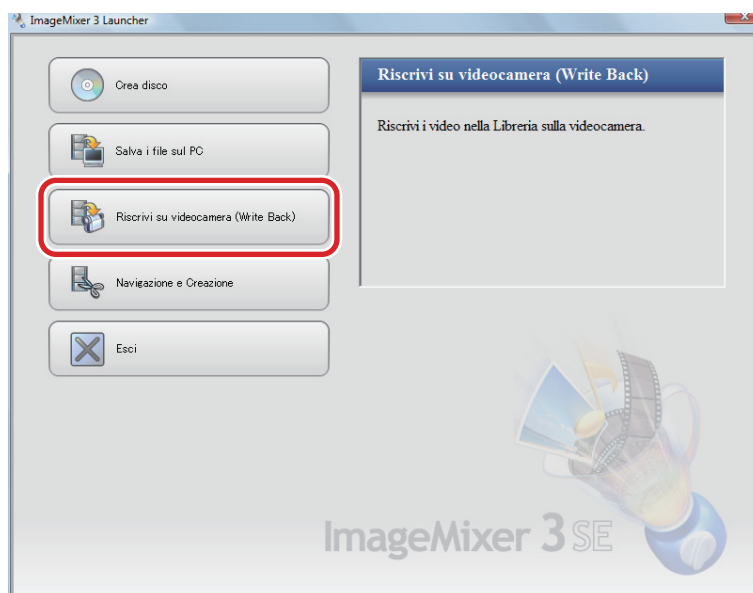 ImageMixer 3 Launcher
Crea disco
Salva i file sul PC
Riscrivi su videocamera (Write Back)
Navigazione e Creazione
Esci
Riscrivi su videocamera (Write Back)
Riscrivi i video nella Libreria sulla videocamera.
ImageMixer 3 SE